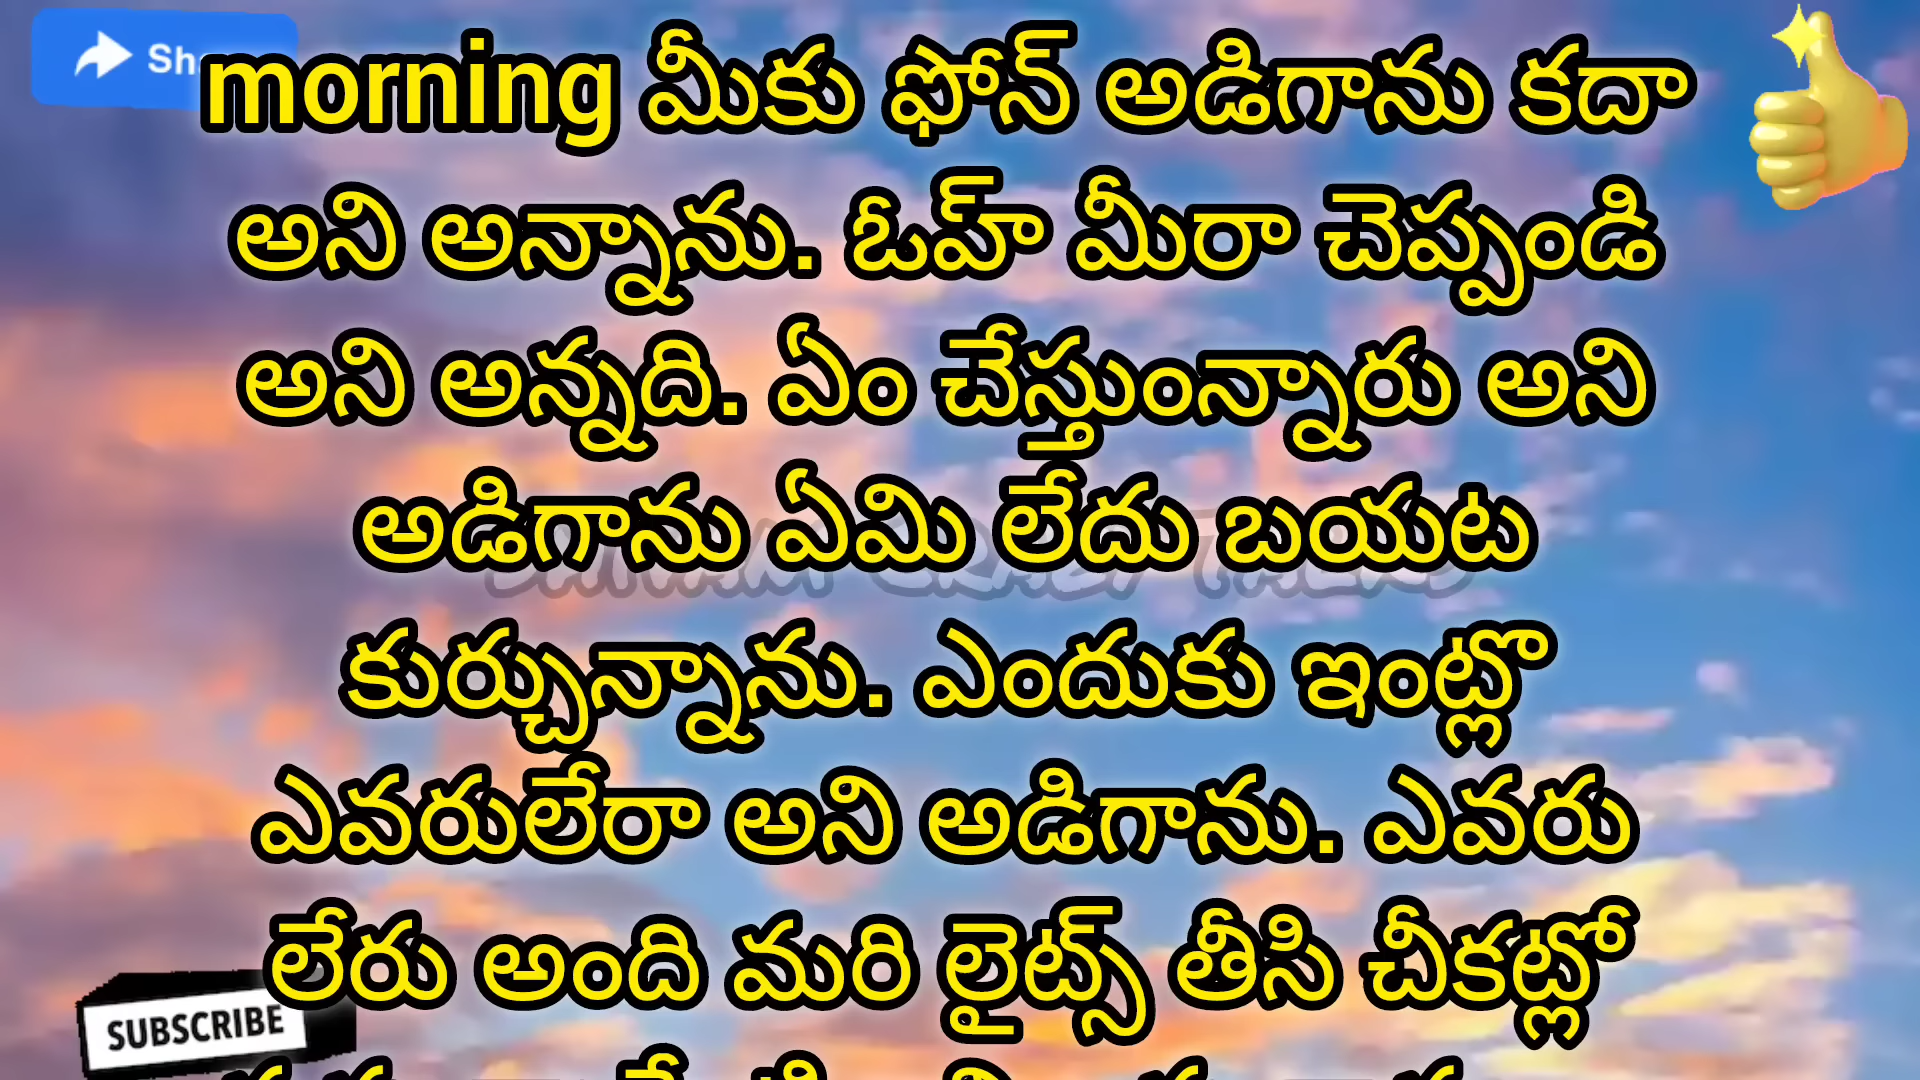 Sh
morning మీకు ఫోన్ అడిగాను కదా
అని అన్నాను. ఓహ్ మీరా చెప్పండి
అని అన్నది. ఏం చేస్తుంన్నారు అని
అడిగాను ఏమి లేదు బయట
కుర్చున్నాను. ఎందుకు ఇంట్లొ
ఎవరులేరా అని అడిగాను. ఎవరు
లేరు అంది మరి లైట్స్ తీసి చీకట్లో
SUBSCRIBE